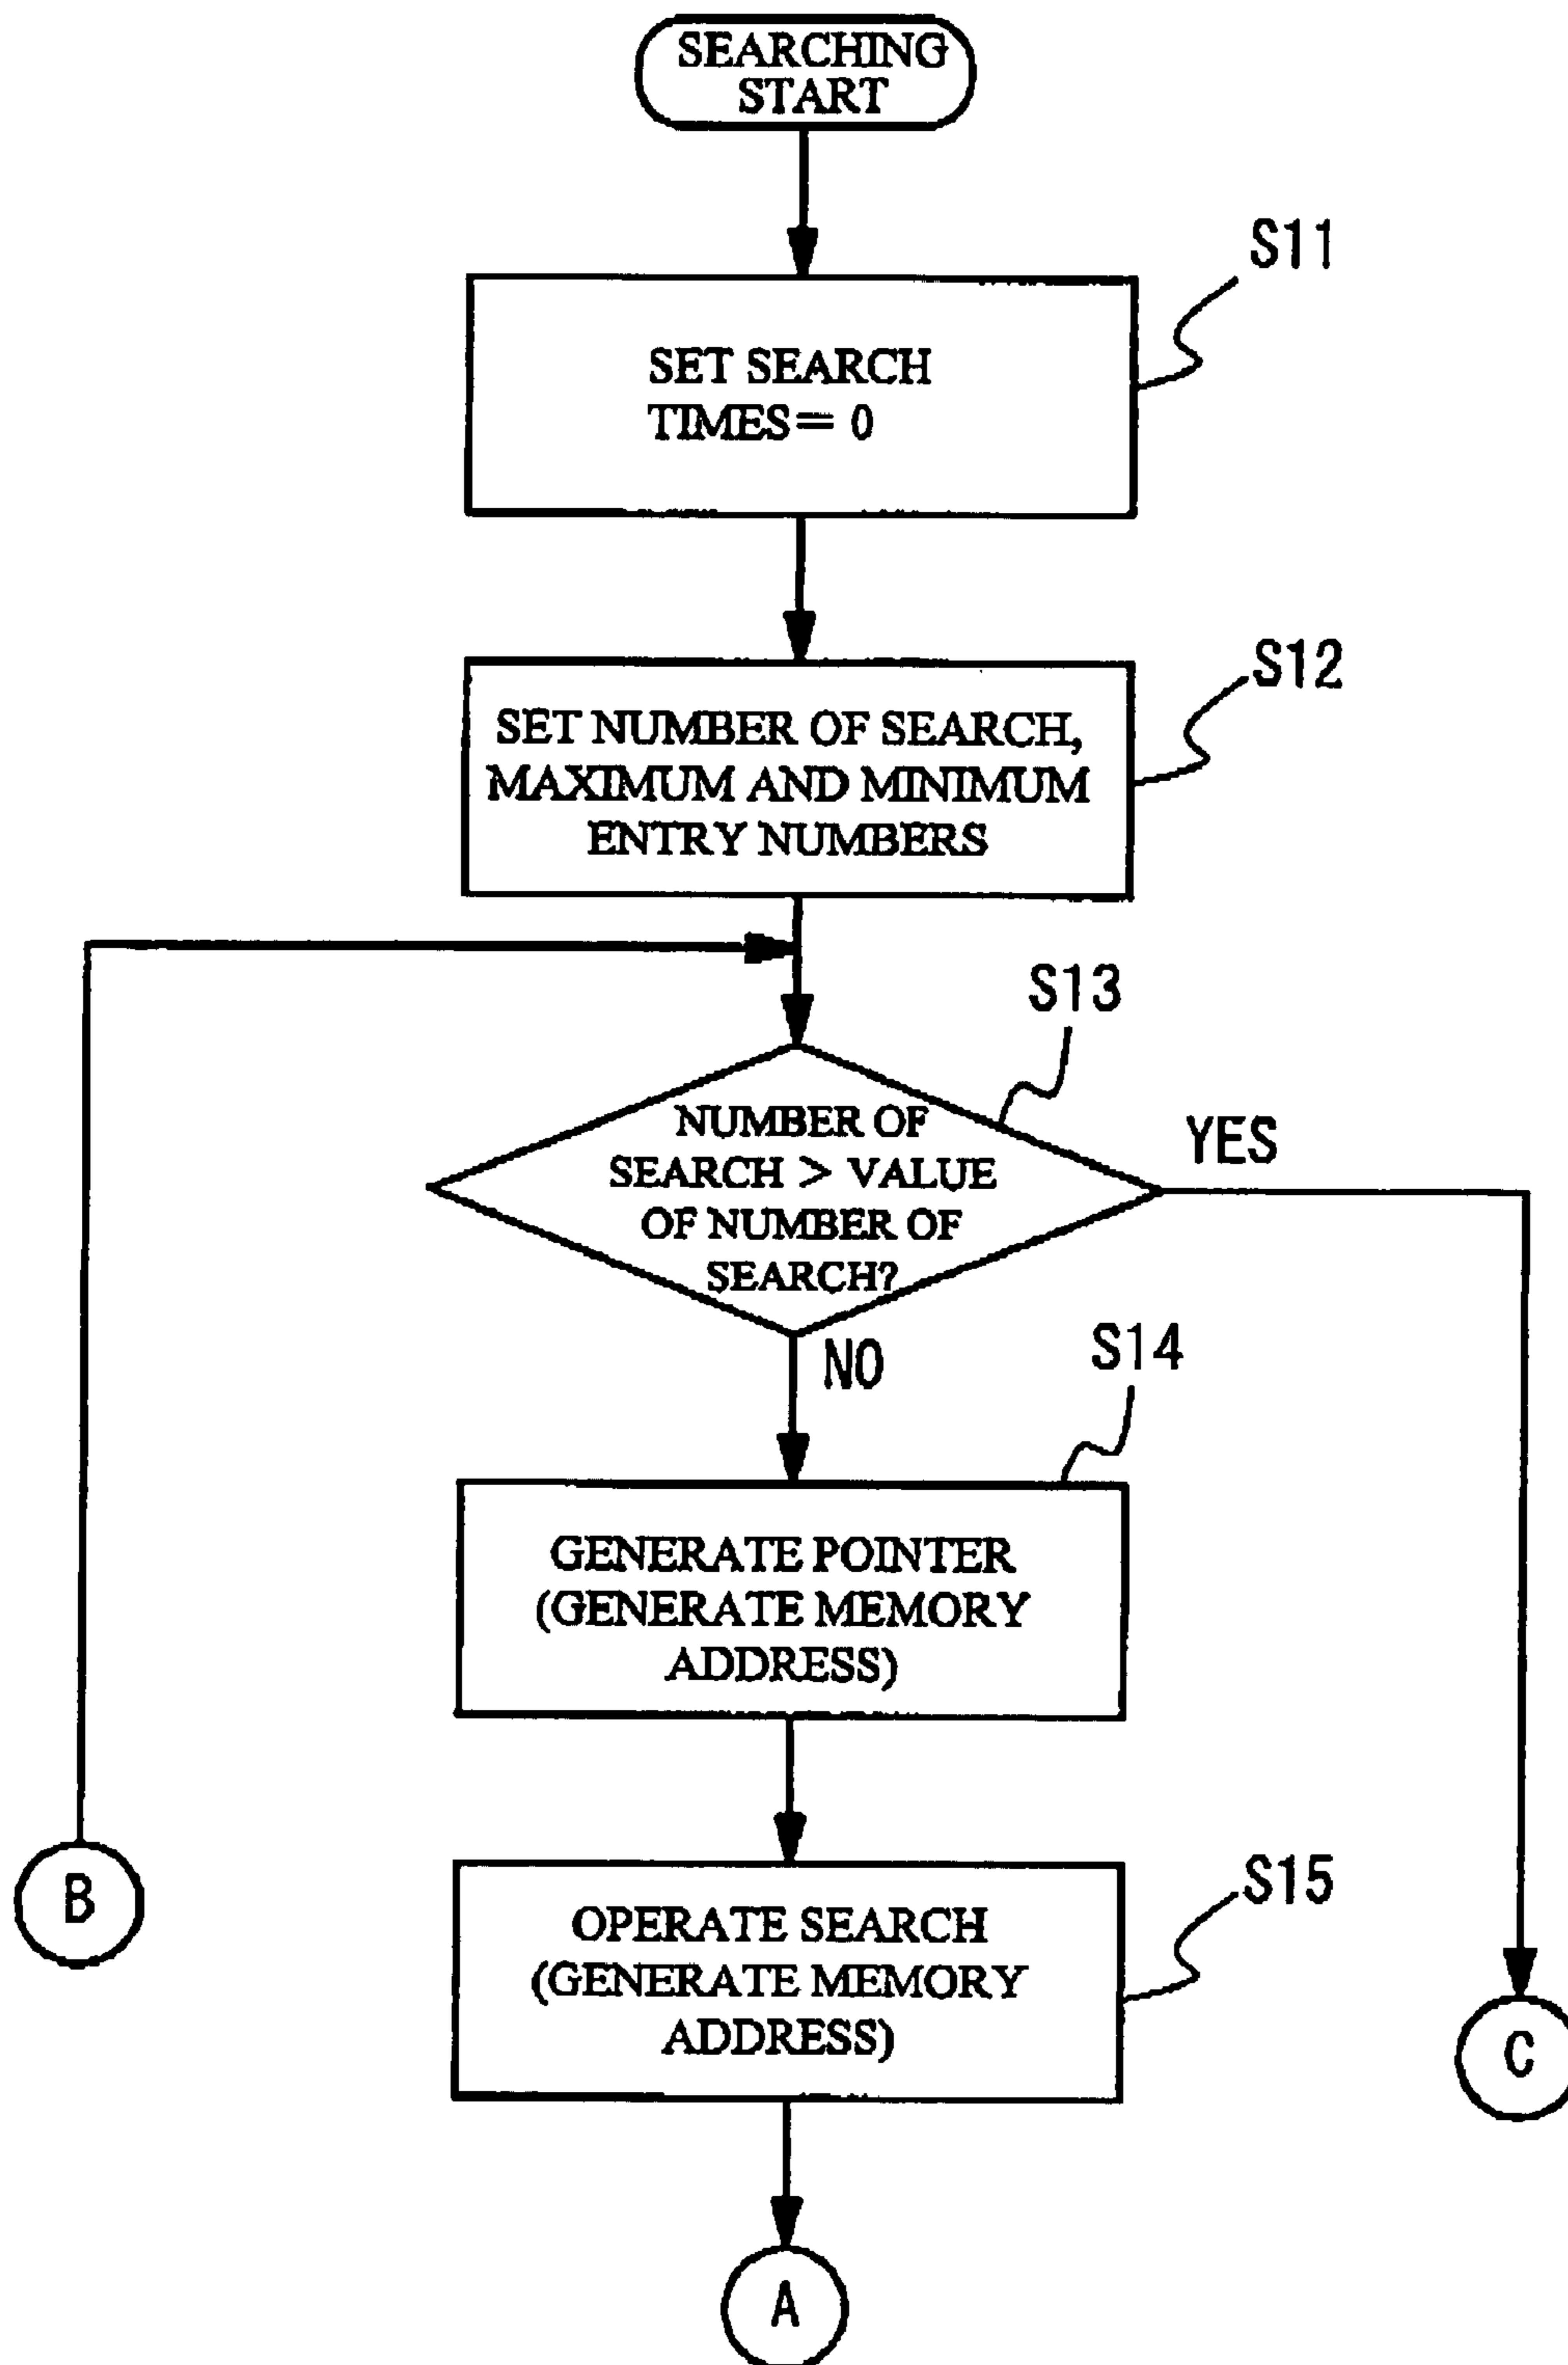 SEARCHING
START
S11
SET SEARCH
TIMES = 0
S12
SET NUMBER OF SEARCH,
MAXIMUM AND MINIMUM
ENTRY NUMBERS
S13
NUMBER OF
SEARCH > VALUE
OF NUMBER OF
SEARCH?
YES
NO
S14
GENERATE POINTER
(GENERATE MEMORY
ADDRESS)
B
S15
OPERATE SEARCH
(GENERATE MEMORY
ADDRESS)
C
A